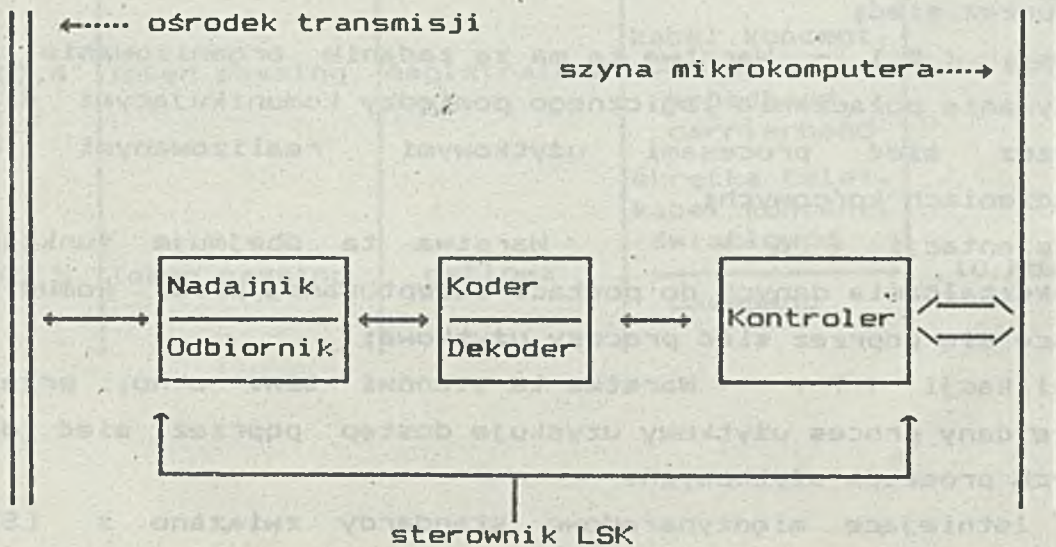 ośrodek transmisji
szyna mikrokomputera
Nadajnik
Odbiornik
Koder
Dekoder
Kontroler
sterownik LSK